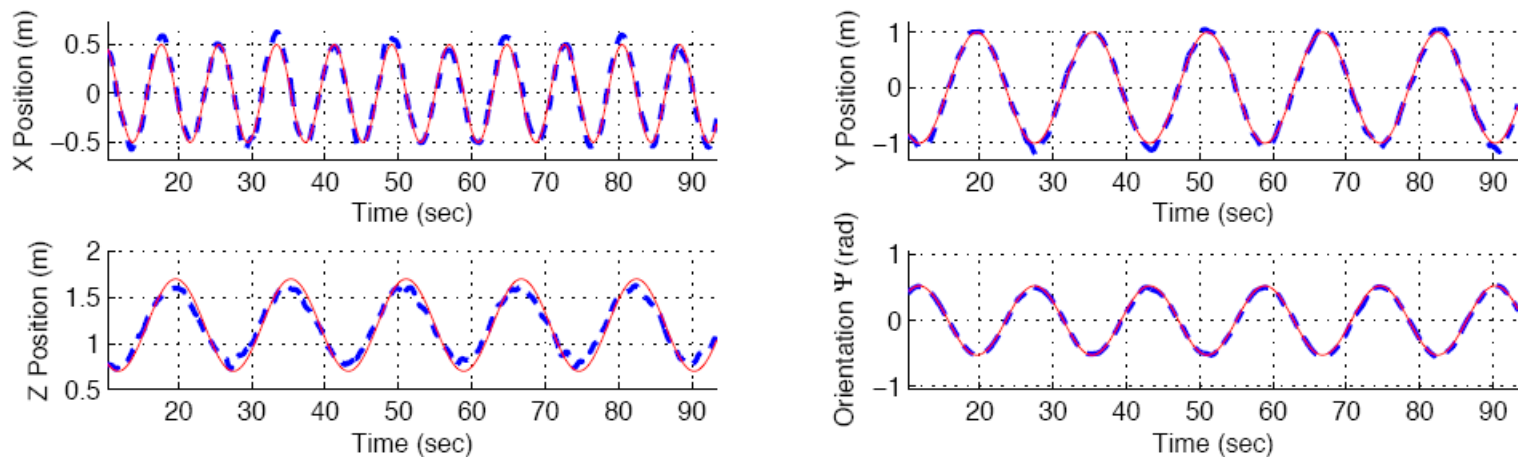 X Position (m)
0.5
0
−0.5
20 30 40 50 60 70 80 90
Time (sec)
Y Position (m)
1
0
−1
20 30 40 50 60 70 80 90
Time (sec)
Z Position (m)
2
1.5
1
0.5
20 30 40 50 60 70 80 90
Time (sec)
Orientation Ψ (rad)
1
0
−1
20 30 40 50 60 70 80 90
Time (sec)